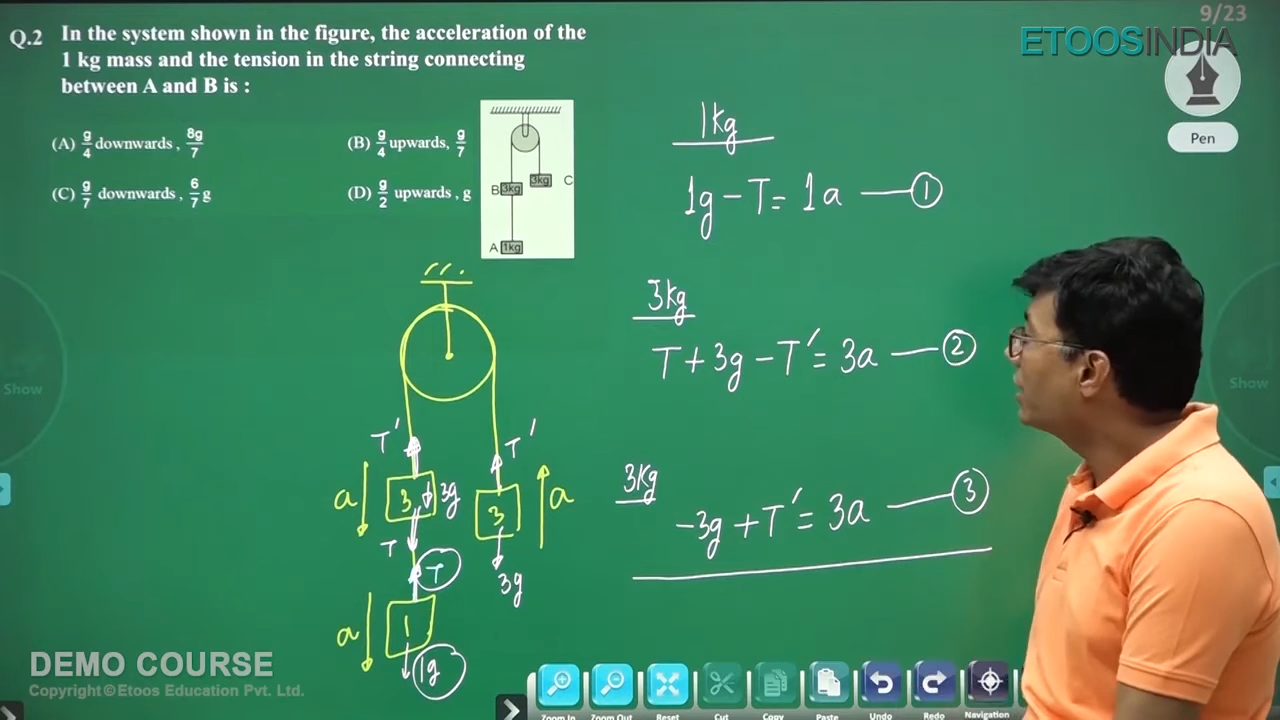 9/23
ETOOSINDIA
Pen
Q.2 In the system shown in the figure, the acceleration of the
1 kg mass and the tension in the string connecting
between A and B is :
(A) g/4 downwards , 8g/7
(B) g/4 upwards, g/7
(C) g/7 downwards , 6/7 g
(D) g/2 upwards , g
B 3kg
3kg C
A 1kg
1kg
1g - T = 1a — ①
3kg
T + 3g - T′ = 3a — ②
3kg
-3g + T′ = 3a — ③
T′
T′
a
3
3g
3
a
T
T
3g
a
1
1g
Show
Show
DEMO COURSE
Copyright © Etoos Education Pvt. Ltd.
Zoom In
Zoom Out
Reset
Cut
Copy
Paste
Undo
Redo
Navigation